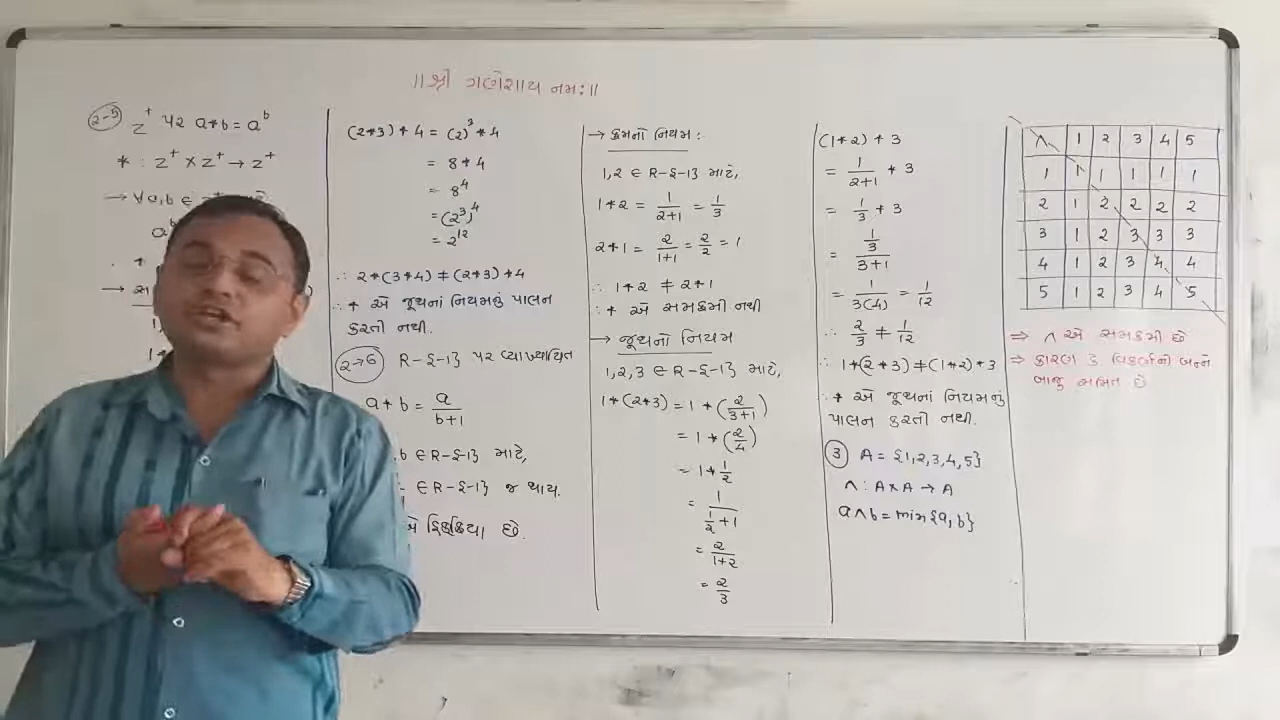 ॥ શ્રી ગણેશાય નમઃ॥
2-5 Z⁺ પર a*b = a^b
* : Z⁺ × Z⁺ → Z⁺
→ ∀a,b ∈
(2*3)*4 = (2)³*4
= 8*4
= 8⁴
= (2³)⁴
= 2¹²
∴ 2*(3*4) ≠ (2*3)*4
∴ * એ જૂથનાં નિયમનું પાલન
કરતી નથી.
2→6 R-{-1} પર વ્યાખ્યાયિત
a*b = a/(b+1)
,b ∈ R-{-1} માટે,
∈ R-{-1} જ થાય.
એ દ્વિક્રિયા છે.
→ ક્રમનો નિયમ:
1,2 ∈ R-{-1} માટે,
1*2 = 1/(2+1) = 1/3
2*1 = 2/(1+1) = 2/2 = 1
∴ 1*2 ≠ 2*1
∴ * એ સમક્રમી નથી
→ જૂથનો નિયમ
1,2,3 ∈ R-{-1} માટે,
1*(2*3) = 1*(2/(3+1))
= 1*(2/4)
= 1*1/2
= 1/(1/2+1)
= 2/(1+2)
= 2/3
(1*2)*3
= 1/(2+1) * 3
= 1/3 * 3
= (1/3)/(3+1)
= 1/3(4) = 1/12
∴ 2/3 ≠ 1/12
∴ 1*(2*3) ≠ (1*2)*3
∴ * એ જૂથનાં નિયમનું
પાલન કરતી નથી.
3 A = {1,2,3,4,5}
∧ : A×A → A
a∧b = min{a,b}
∧ 1 2 3 4 5
1 1 1 1 1 1
2 1 2 2 2 2
3 1 2 3 3 3
4 1 2 3 4 4
5 1 2 3 4 5
⇒ ∧ એ સમક્રમી છે
⇒ કારણ કે વિકર્ણની બન્ને
બાજુ સમિત છે